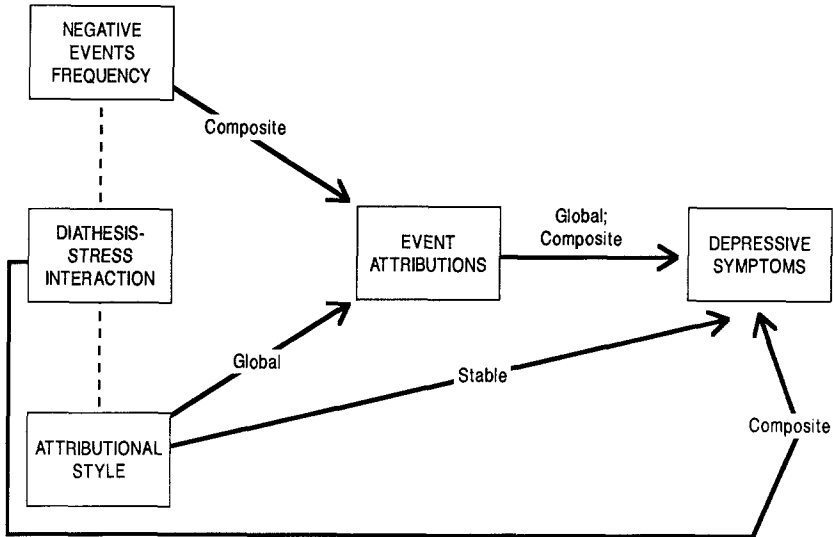 NEGATIVE
EVENTS
FREQUENCY
Composite
DIATHESIS-
STRESS
INTERACTION
EVENT
ATTRIBUTIONS
Global;
Composite
DEPRESSIVE
SYMPTOMS
Global
Stable
Composite
ATTRIBUTIONAL
STYLE